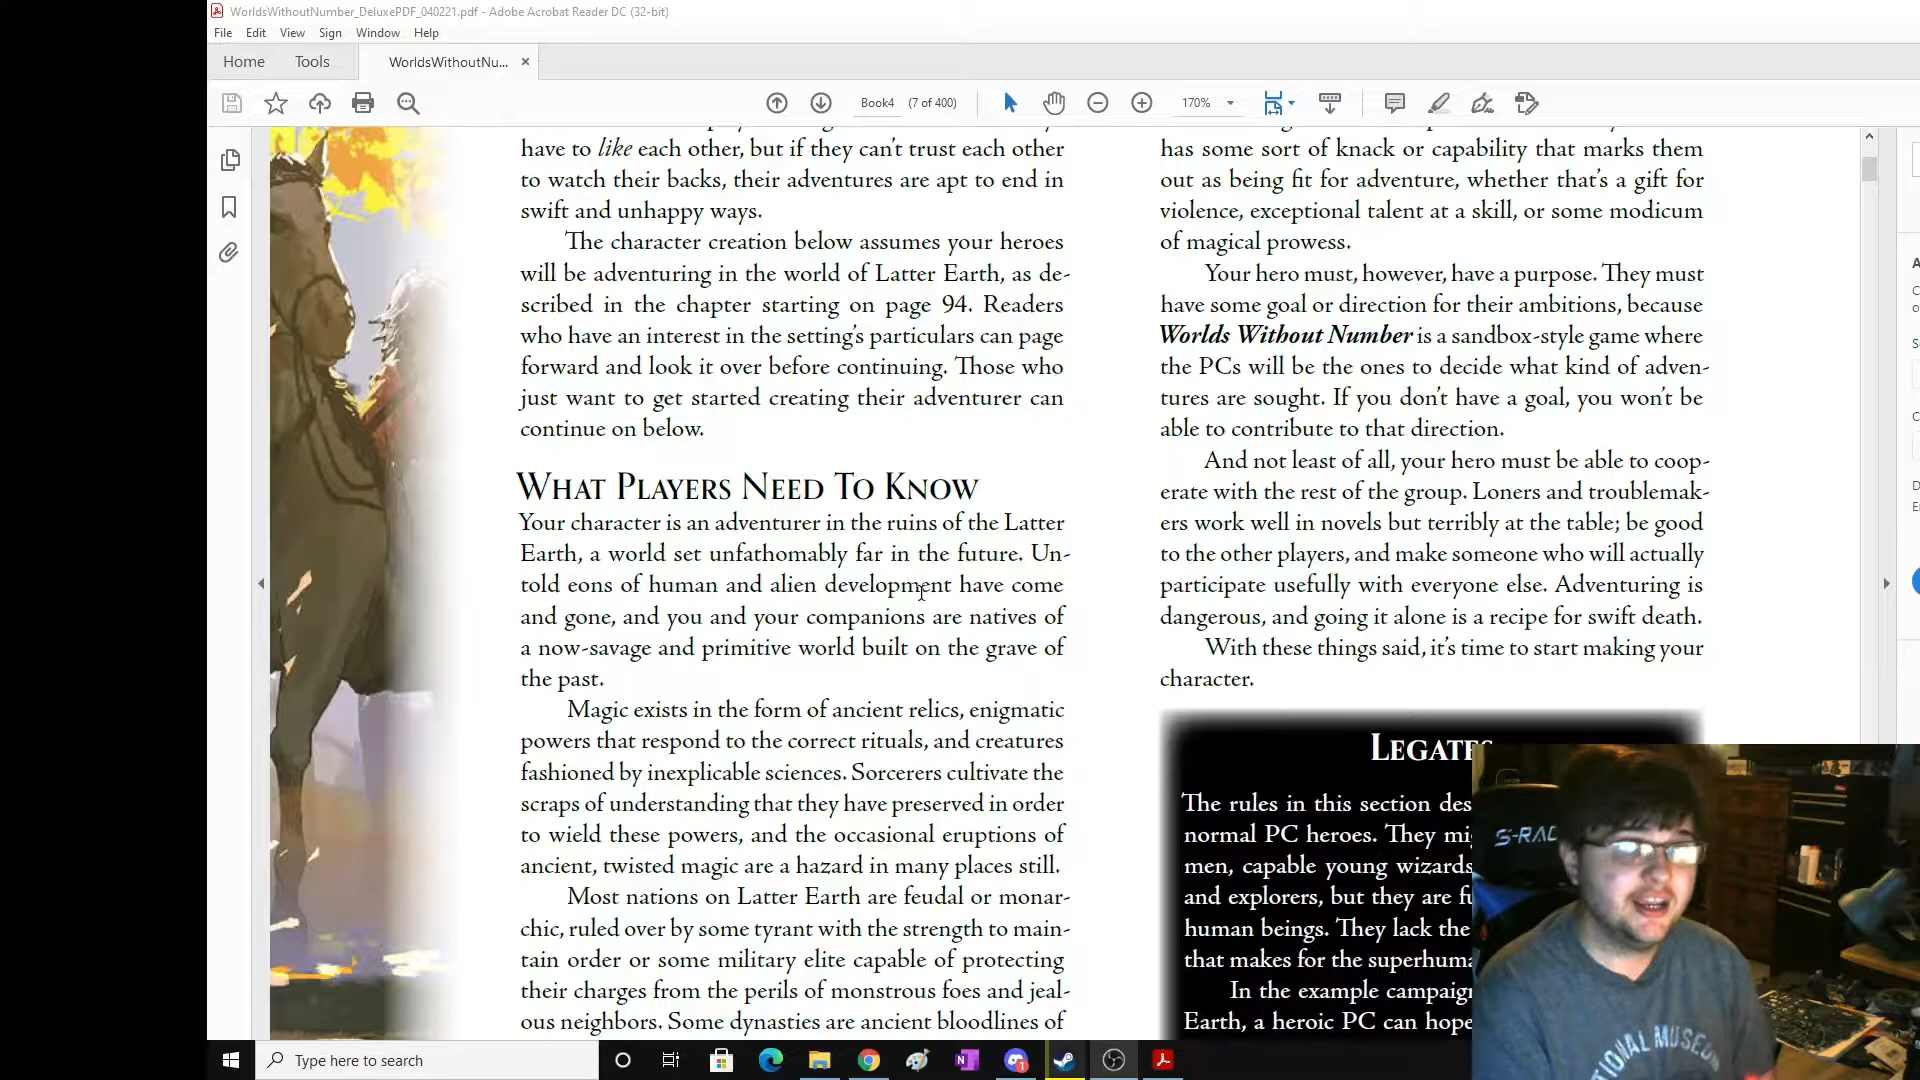 WorldsWithoutNumber_DeluxePDF_040221.pdf - Adobe Acrobat Reader DC (32-bit)
File Edit View Sign Window Help
Home Tools WorldsWithoutNu... ×
Book4 (7 of 400) 170%
have to like each other, but if they can't trust each other
to watch their backs, their adventures are apt to end in
swift and unhappy ways.
The character creation below assumes your heroes
will be adventuring in the world of Latter Earth, as de-
scribed in the chapter starting on page 94. Readers
who have an interest in the setting's particulars can page
forward and look it over before continuing. Those who
just want to get started creating their adventurer can
continue on below.
WHAT PLAYERS NEED TO KNOW
Your character is an adventurer in the ruins of the Latter
Earth, a world set unfathomably far in the future. Un-
told eons of human and alien development have come
and gone, and you and your companions are natives of
a now-savage and primitive world built on the grave of
the past.
Magic exists in the form of ancient relics, enigmatic
powers that respond to the correct rituals, and creatures
fashioned by inexplicable sciences. Sorcerers cultivate the
scraps of understanding that they have preserved in order
to wield these powers, and the occasional eruptions of
ancient, twisted magic are a hazard in many places still.
Most nations on Latter Earth are feudal or monar-
chic, ruled over by some tyrant with the strength to main-
tain order or some military elite capable of protecting
their charges from the perils of monstrous foes and jeal-
ous neighbors. Some dynasties are ancient bloodlines of
has some sort of knack or capability that marks them
out as being fit for adventure, whether that's a gift for
violence, exceptional talent at a skill, or some modicum
of magical prowess.
Your hero must, however, have a purpose. They must
have some goal or direction for their ambitions, because
Worlds Without Number is a sandbox-style game where
the PCs will be the ones to decide what kind of adven-
tures are sought. If you don't have a goal, you won't be
able to contribute to that direction.
And not least of all, your hero must be able to coop-
erate with the rest of the group. Loners and troublemak-
ers work well in novels but terribly at the table; be good
to the other players, and make someone who will actually
participate usefully with everyone else. Adventuring is
dangerous, and going it alone is a recipe for swift death.
With these things said, it's time to start making your
character.
LEGATES
The rules in this section des
normal PC heroes. They mi
men, capable young wizards
and explorers, but they are fu
human beings. They lack the
that makes for the superhuma
In the example campaig
Earth, a heroic PC can hope
S-RAC
TIONAL MUSEU
Type here to search